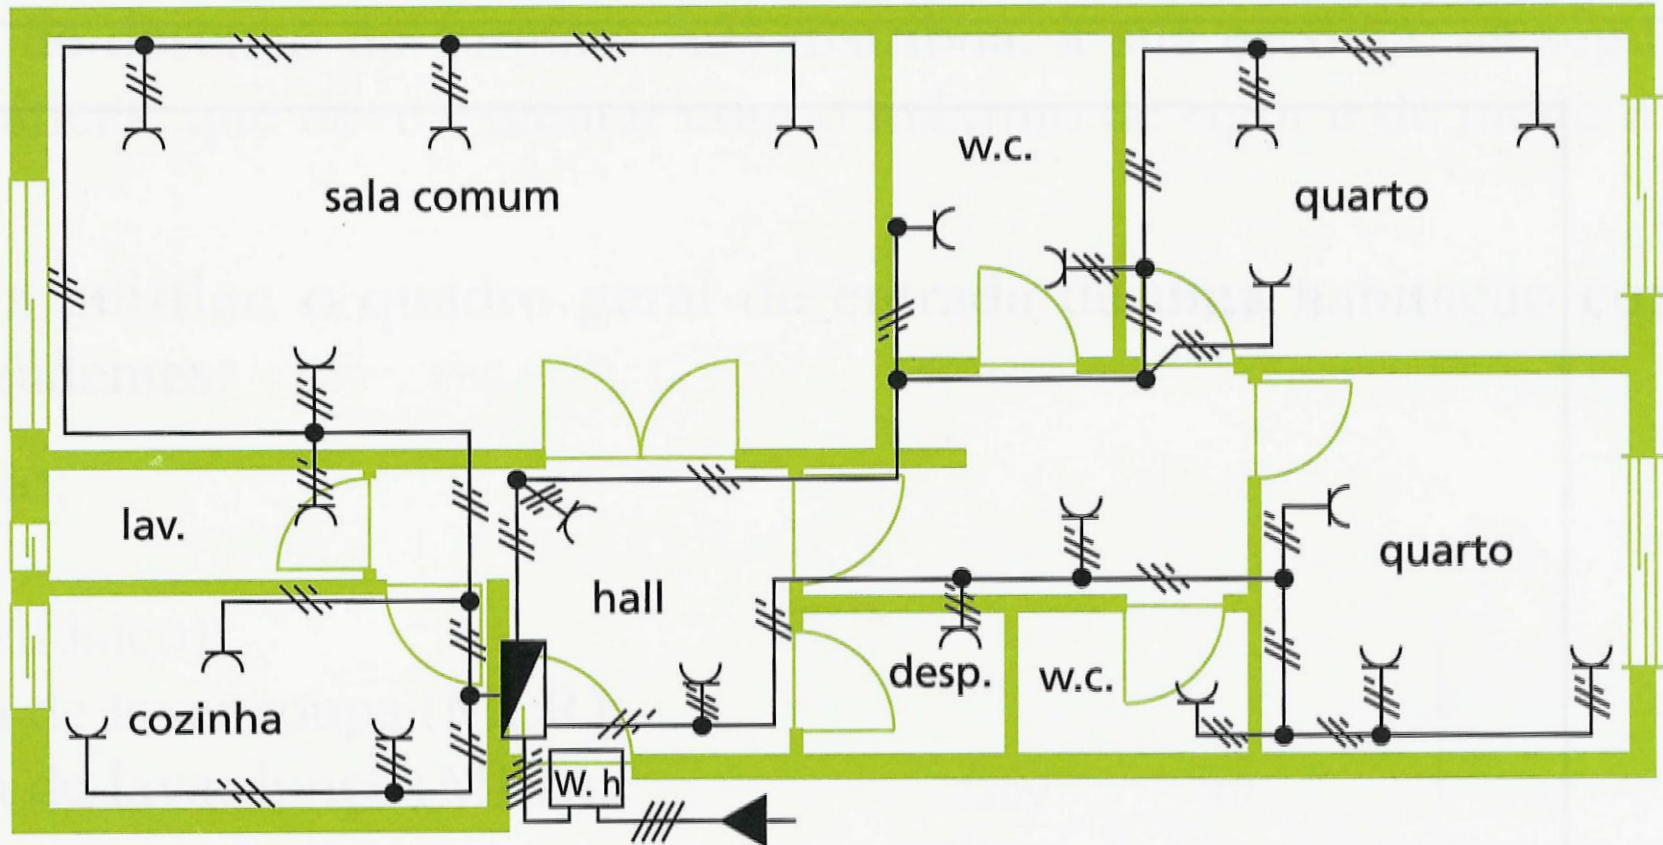 w.c.
sala comum
quarto
lav.
quarto
hall
desp.
w.c.
cozinha
W. h